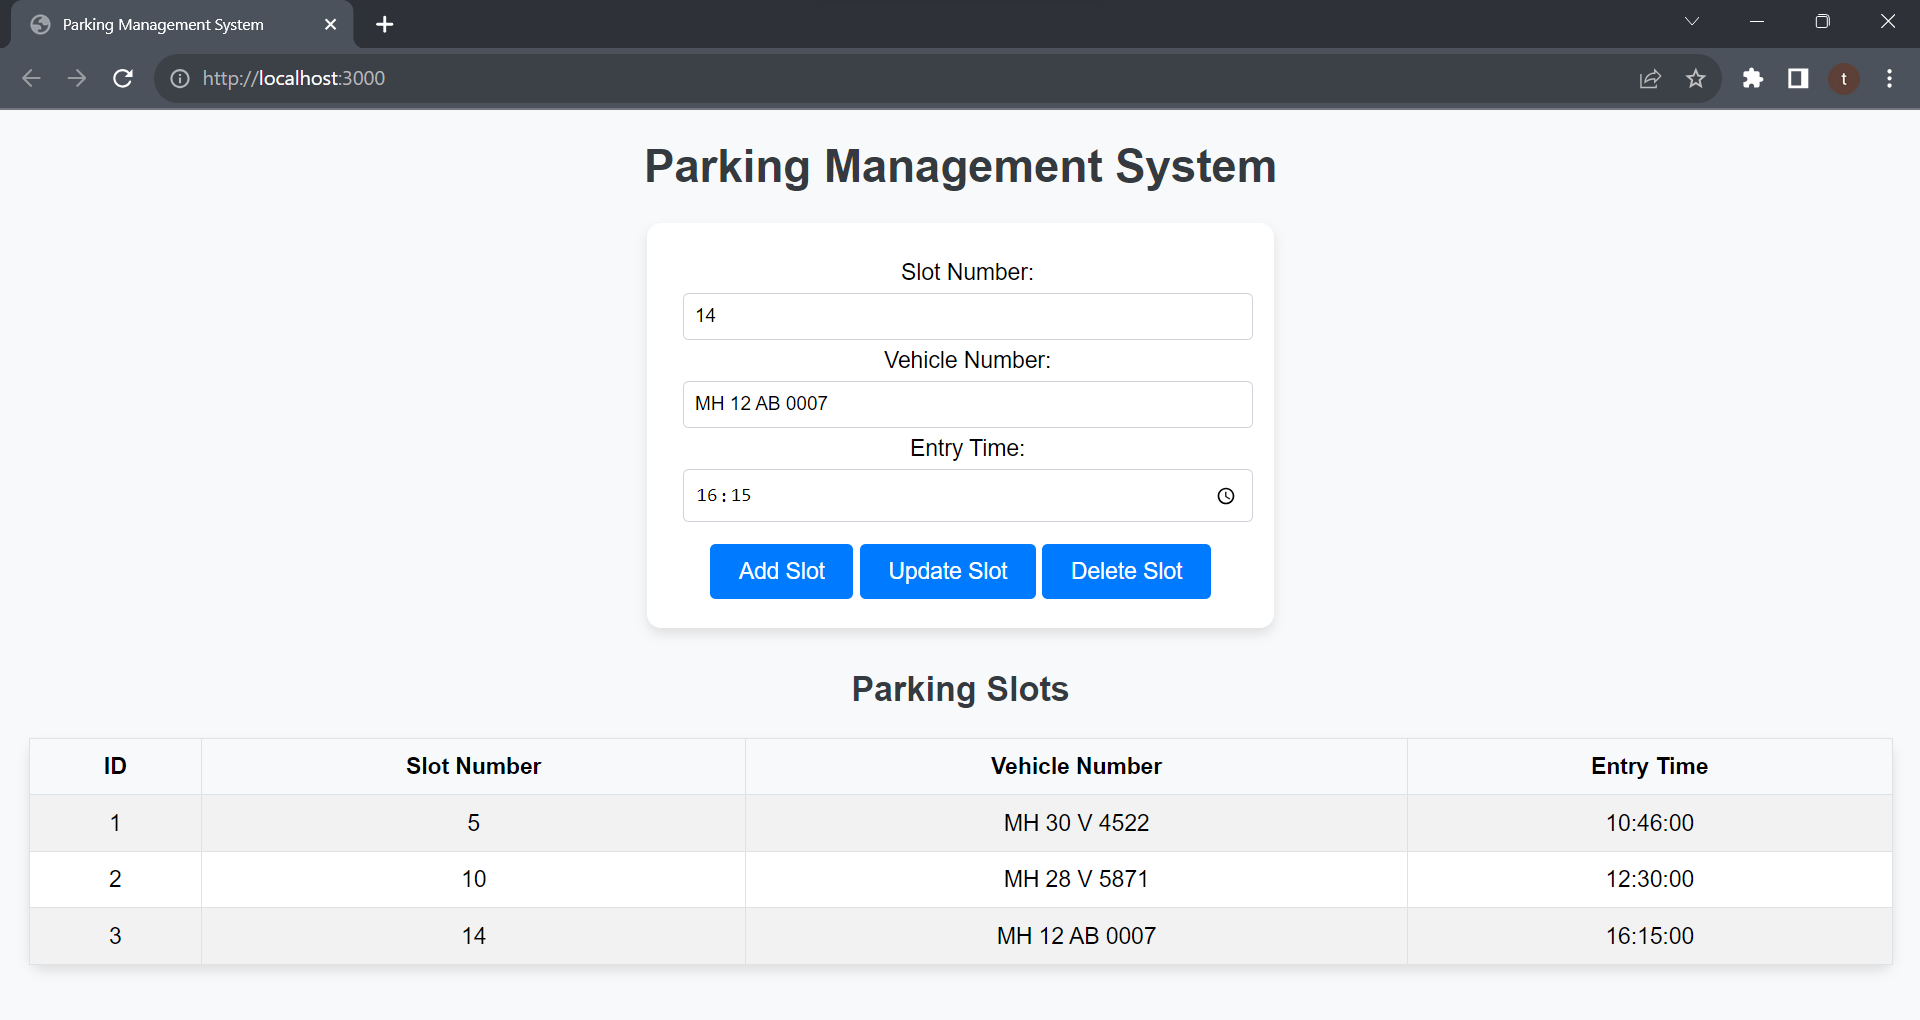 Parking Management System
http://localhost:3000
t
Parking Management System
Slot Number:
14
Vehicle Number:
MH 12 AB 0007
Entry Time:
16:15
Add Slot Update Slot Delete Slot
Parking Slots
ID Slot Number Vehicle Number Entry Time
1 5 MH 30 V 4522 10:46:00
2 10 MH 28 V 5871 12:30:00
3 14 MH 12 AB 0007 16:15:00